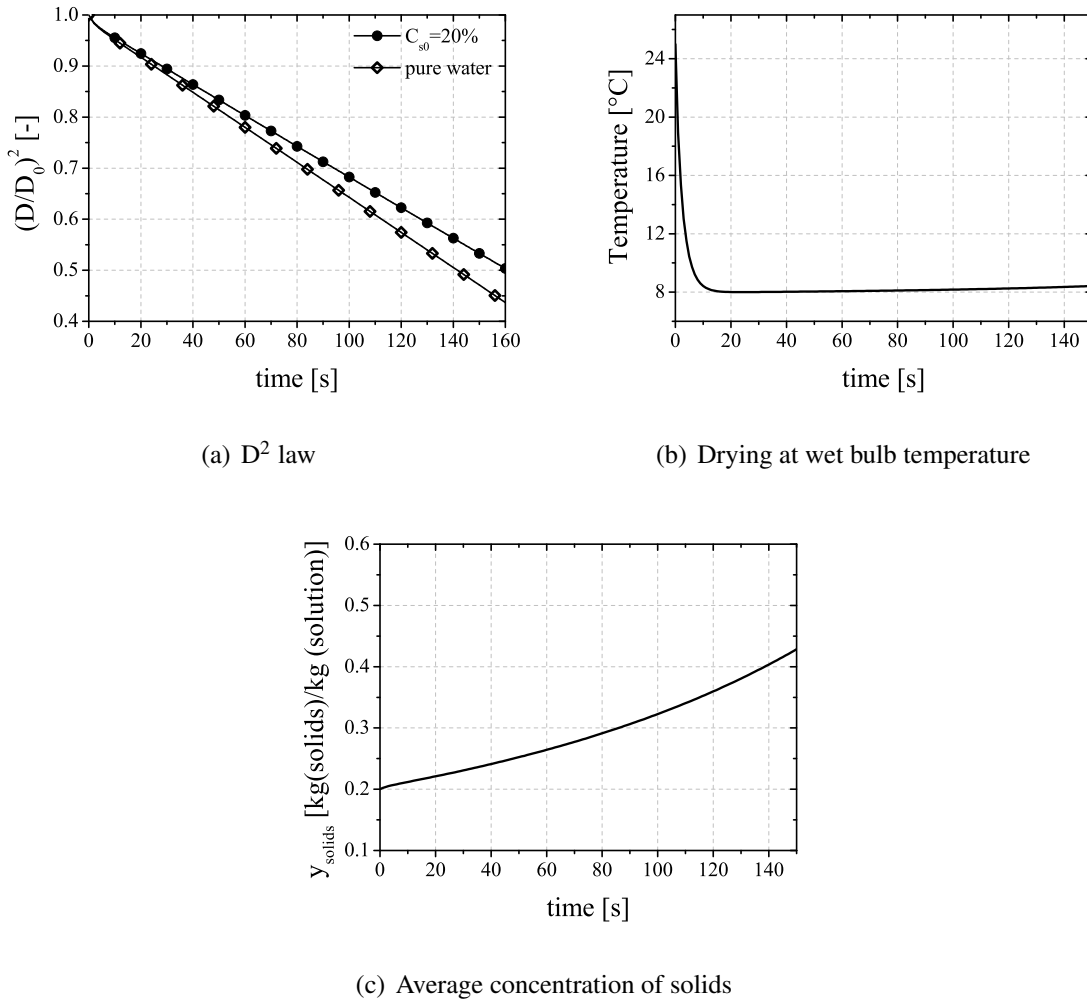 1.0
0.9
0.8
0.7
0.6
0.5
0.4
(D/D₀)² [-]
C_s0=20%
pure water
0 20 40 60 80 100 120 140 160
time [s]
(a) D² law
24
20
16
12
8
Temperature [°C]
0 20 40 60 80 100 120 140
time [s]
(b) Drying at wet bulb temperature
0.6
0.5
0.4
0.3
0.2
0.1
y_solids [kg(solids)/kg (solution)]
0 20 40 60 80 100 120 140
time [s]
(c) Average concentration of solids